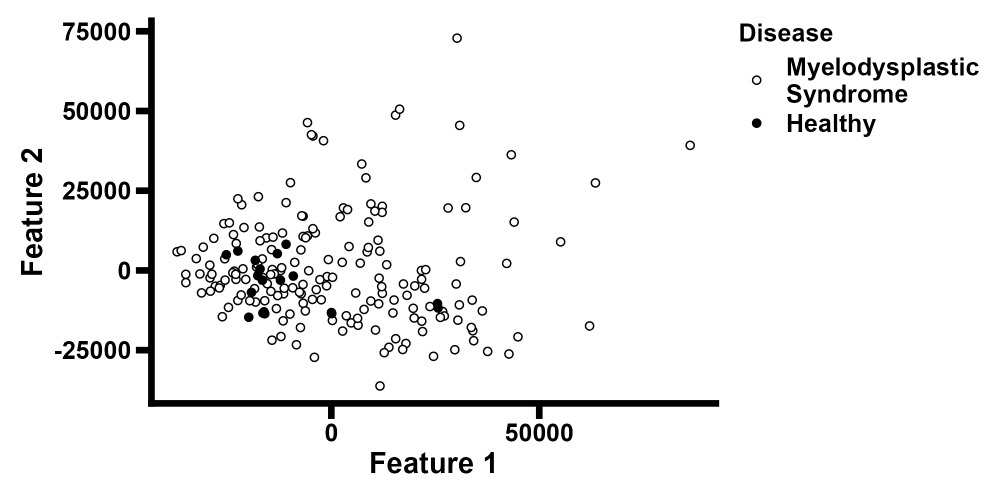 75000
50000
25000
0
-25000
Feature 2
0
50000
Feature 1
Disease
Myelodysplastic
Syndrome
Healthy